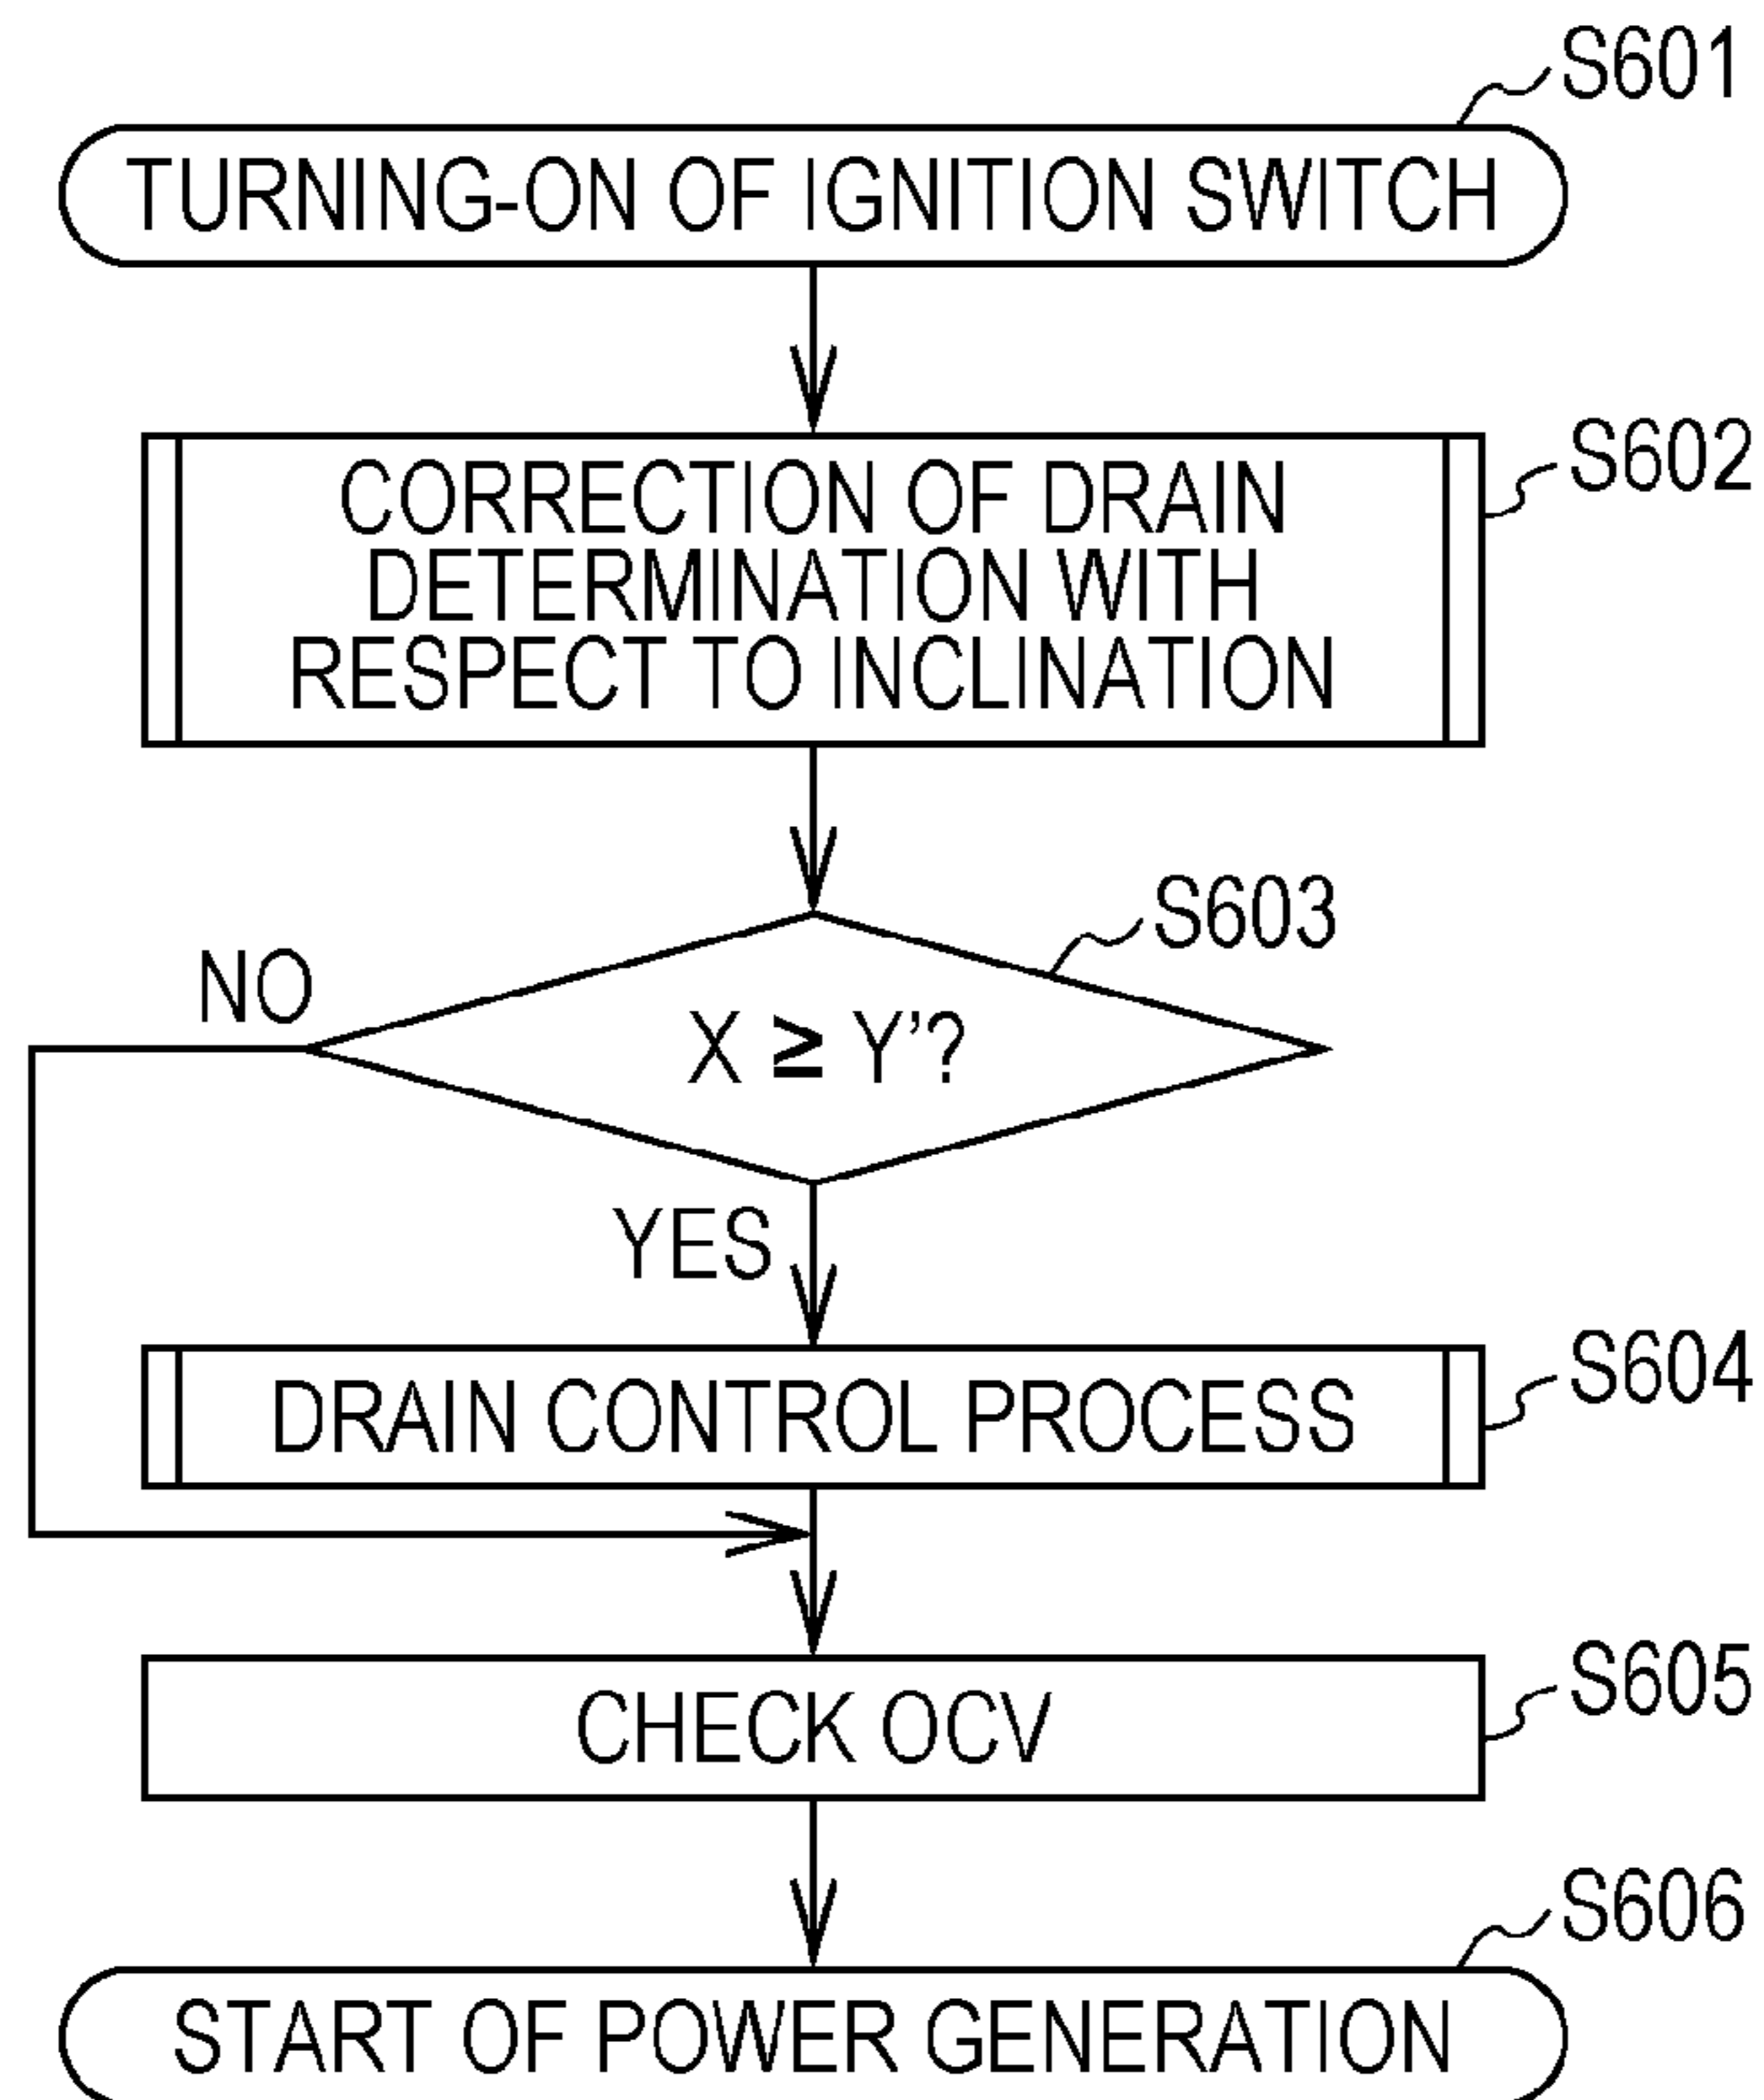 S601
TURNING-ON OF IGNITION SWITCH
S602
CORRECTION OF DRAIN
DETERMINATION WITH
RESPECT TO INCLINATION
S603
NO
X ≥ Y'?
YES
S604
DRAIN CONTROL PROCESS
S605
CHECK OCV
S606
START OF POWER GENERATION